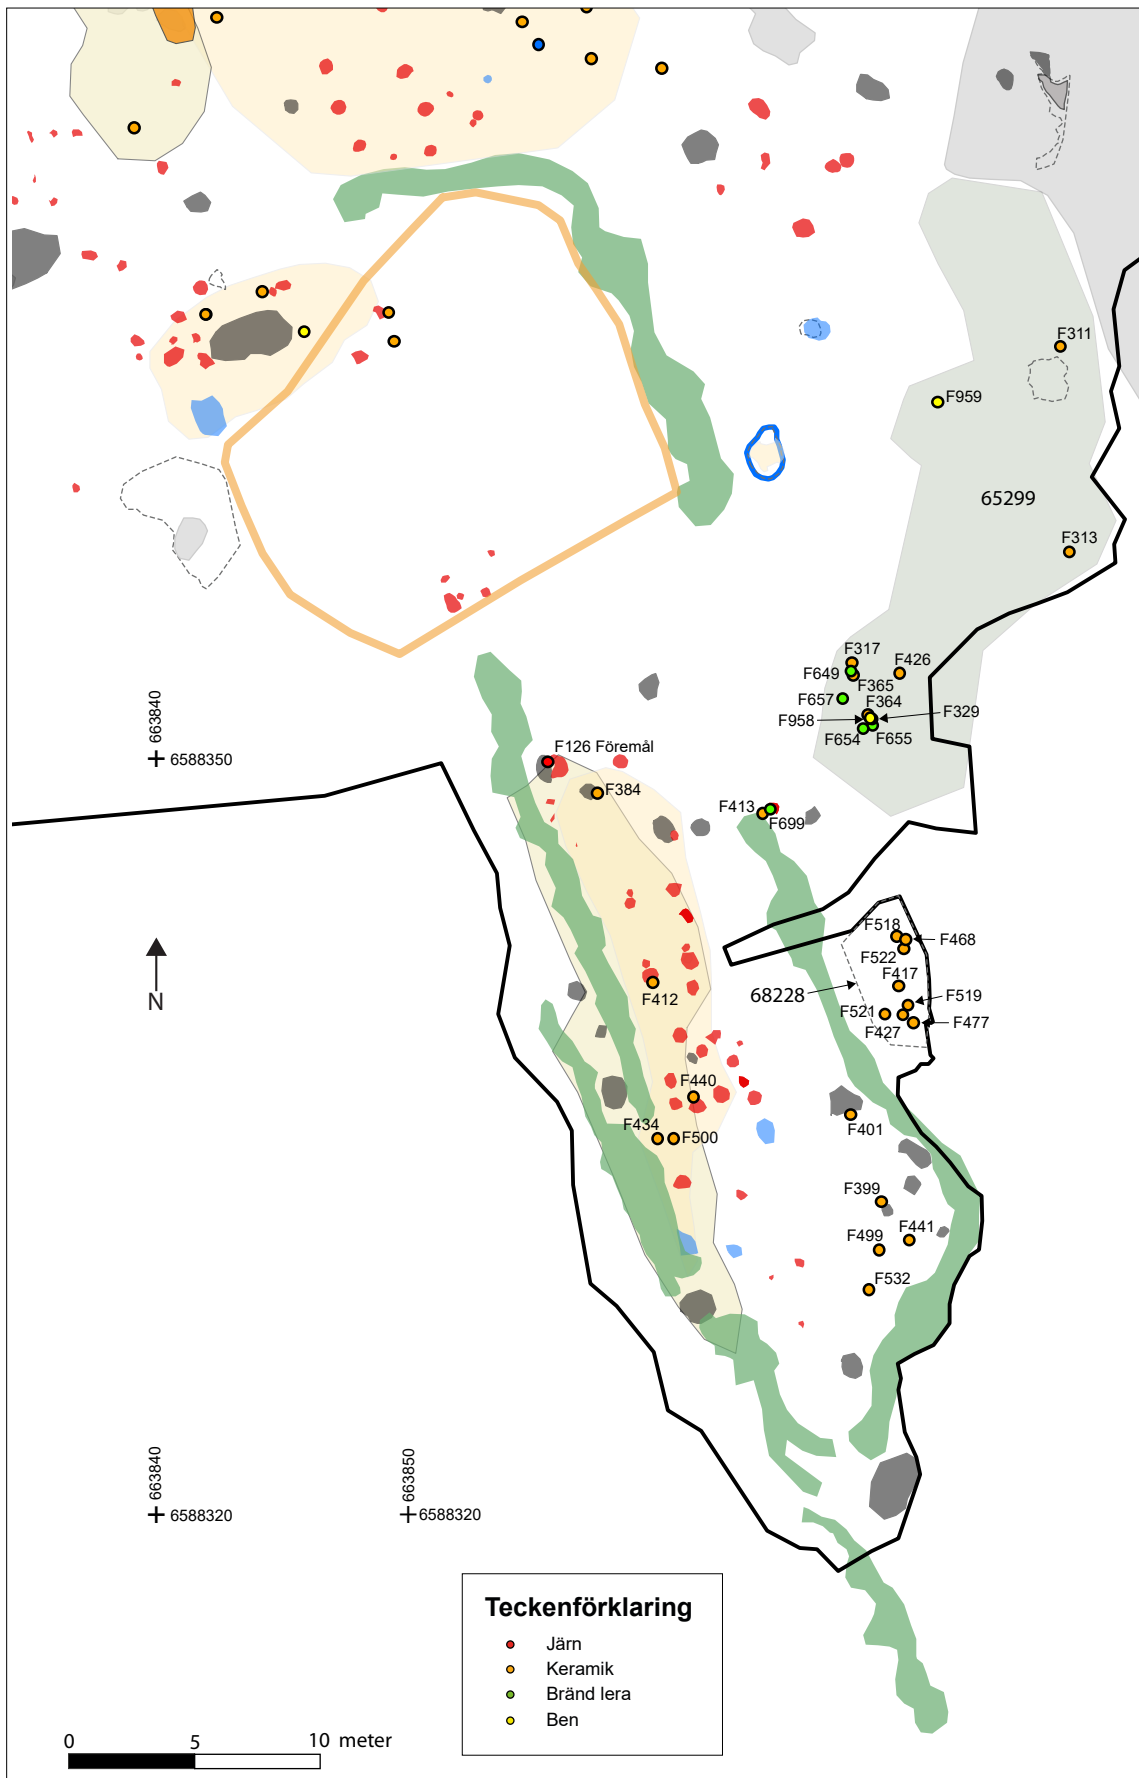 F311
F959
65299
F313
F317
F426
F649
F365
F657
F364
F329
F958
F654
F655
663840
6588350
F126 Föremål
F384
F413
F699
F518
F468
F522
F417
68228
F519
F521
F427
F477
N
F412
F440
F434
F500
F401
F399
F441
F499
F532
663840
6588320
663850
6588320
Teckenförklaring
Järn
Keramik
Bränd lera
Ben
0 5 10 meter